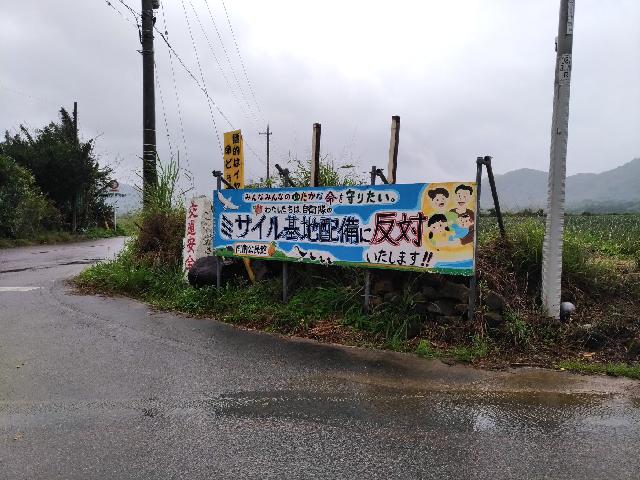 みんなみんなのゆたかな命を守りたい。
わたしたちは自衛隊の
ミサイル基地配備に反対
いたします!!
交通安全